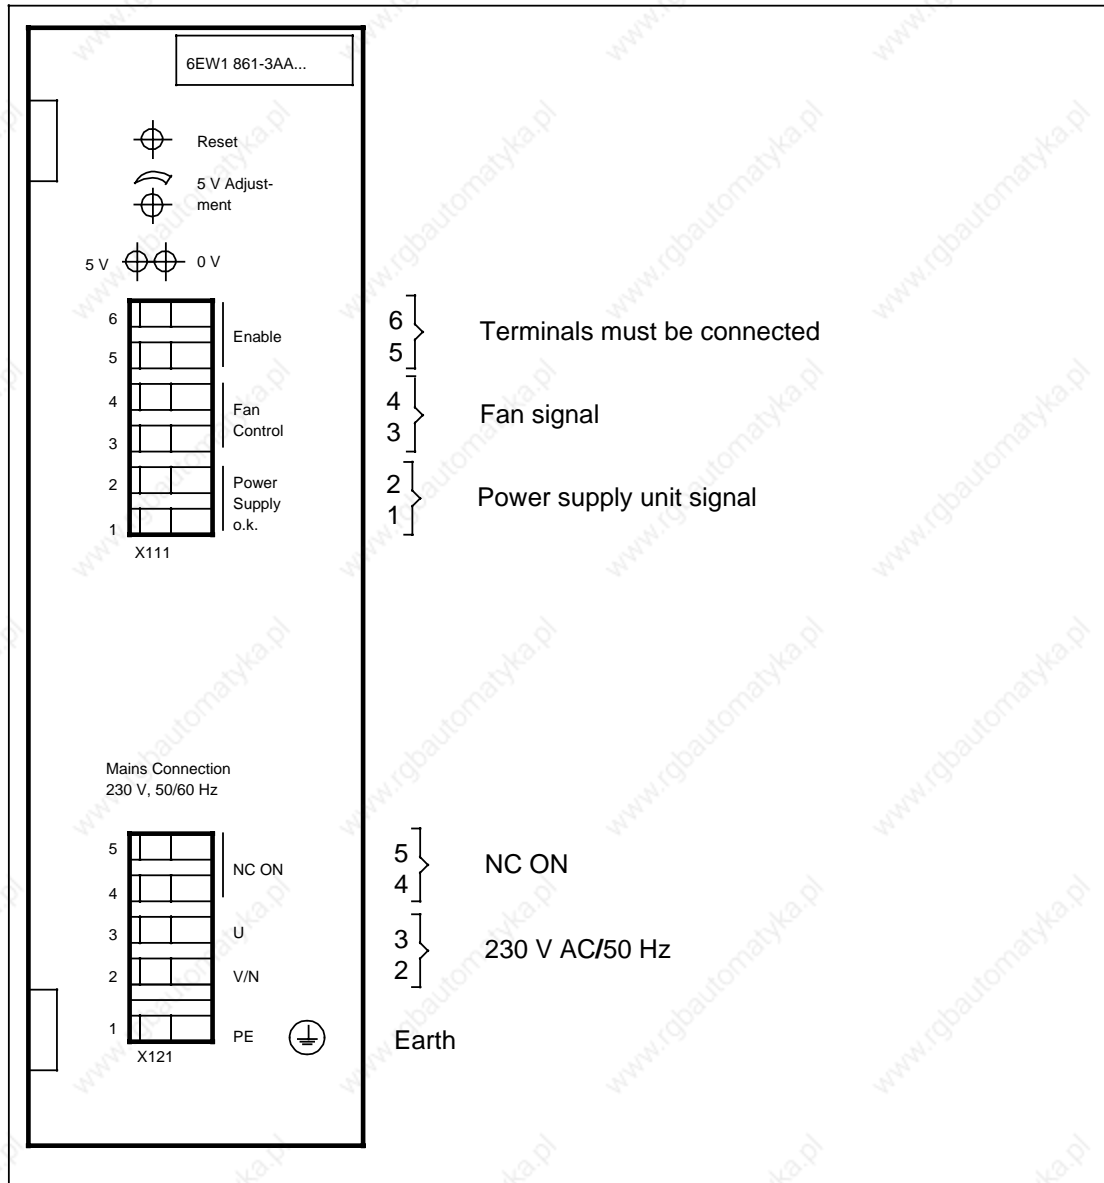 6EW1 861-3AA...
Reset
5 V Adjust-
ment
5 V
0 V
6
5
Enable
4
3
Fan
Control
2
1
Power
Supply
o.k.
X111
6
5
Terminals must be connected
4
3
Fan signal
2
1
Power supply unit signal
Mains Connection
230 V, 50/60 Hz
5
4
NC ON
3
U
2
V/N
1
PE
X121
5
4
NC ON
3
2
230 V AC/50 Hz
Earth
www.rgbautomatyka.pl